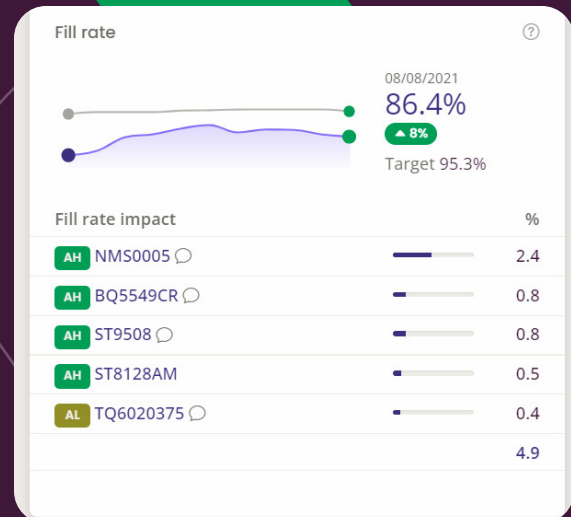 Fill rate
08/08/2021
86.4%
8%
Target 95.3%
Fill rate impact %
AH NMS0005 2.4
AH BQ5549CR 0.8
AH ST9508 0.8
AH ST8128AM 0.5
AL TQ6020375 0.4
4.9